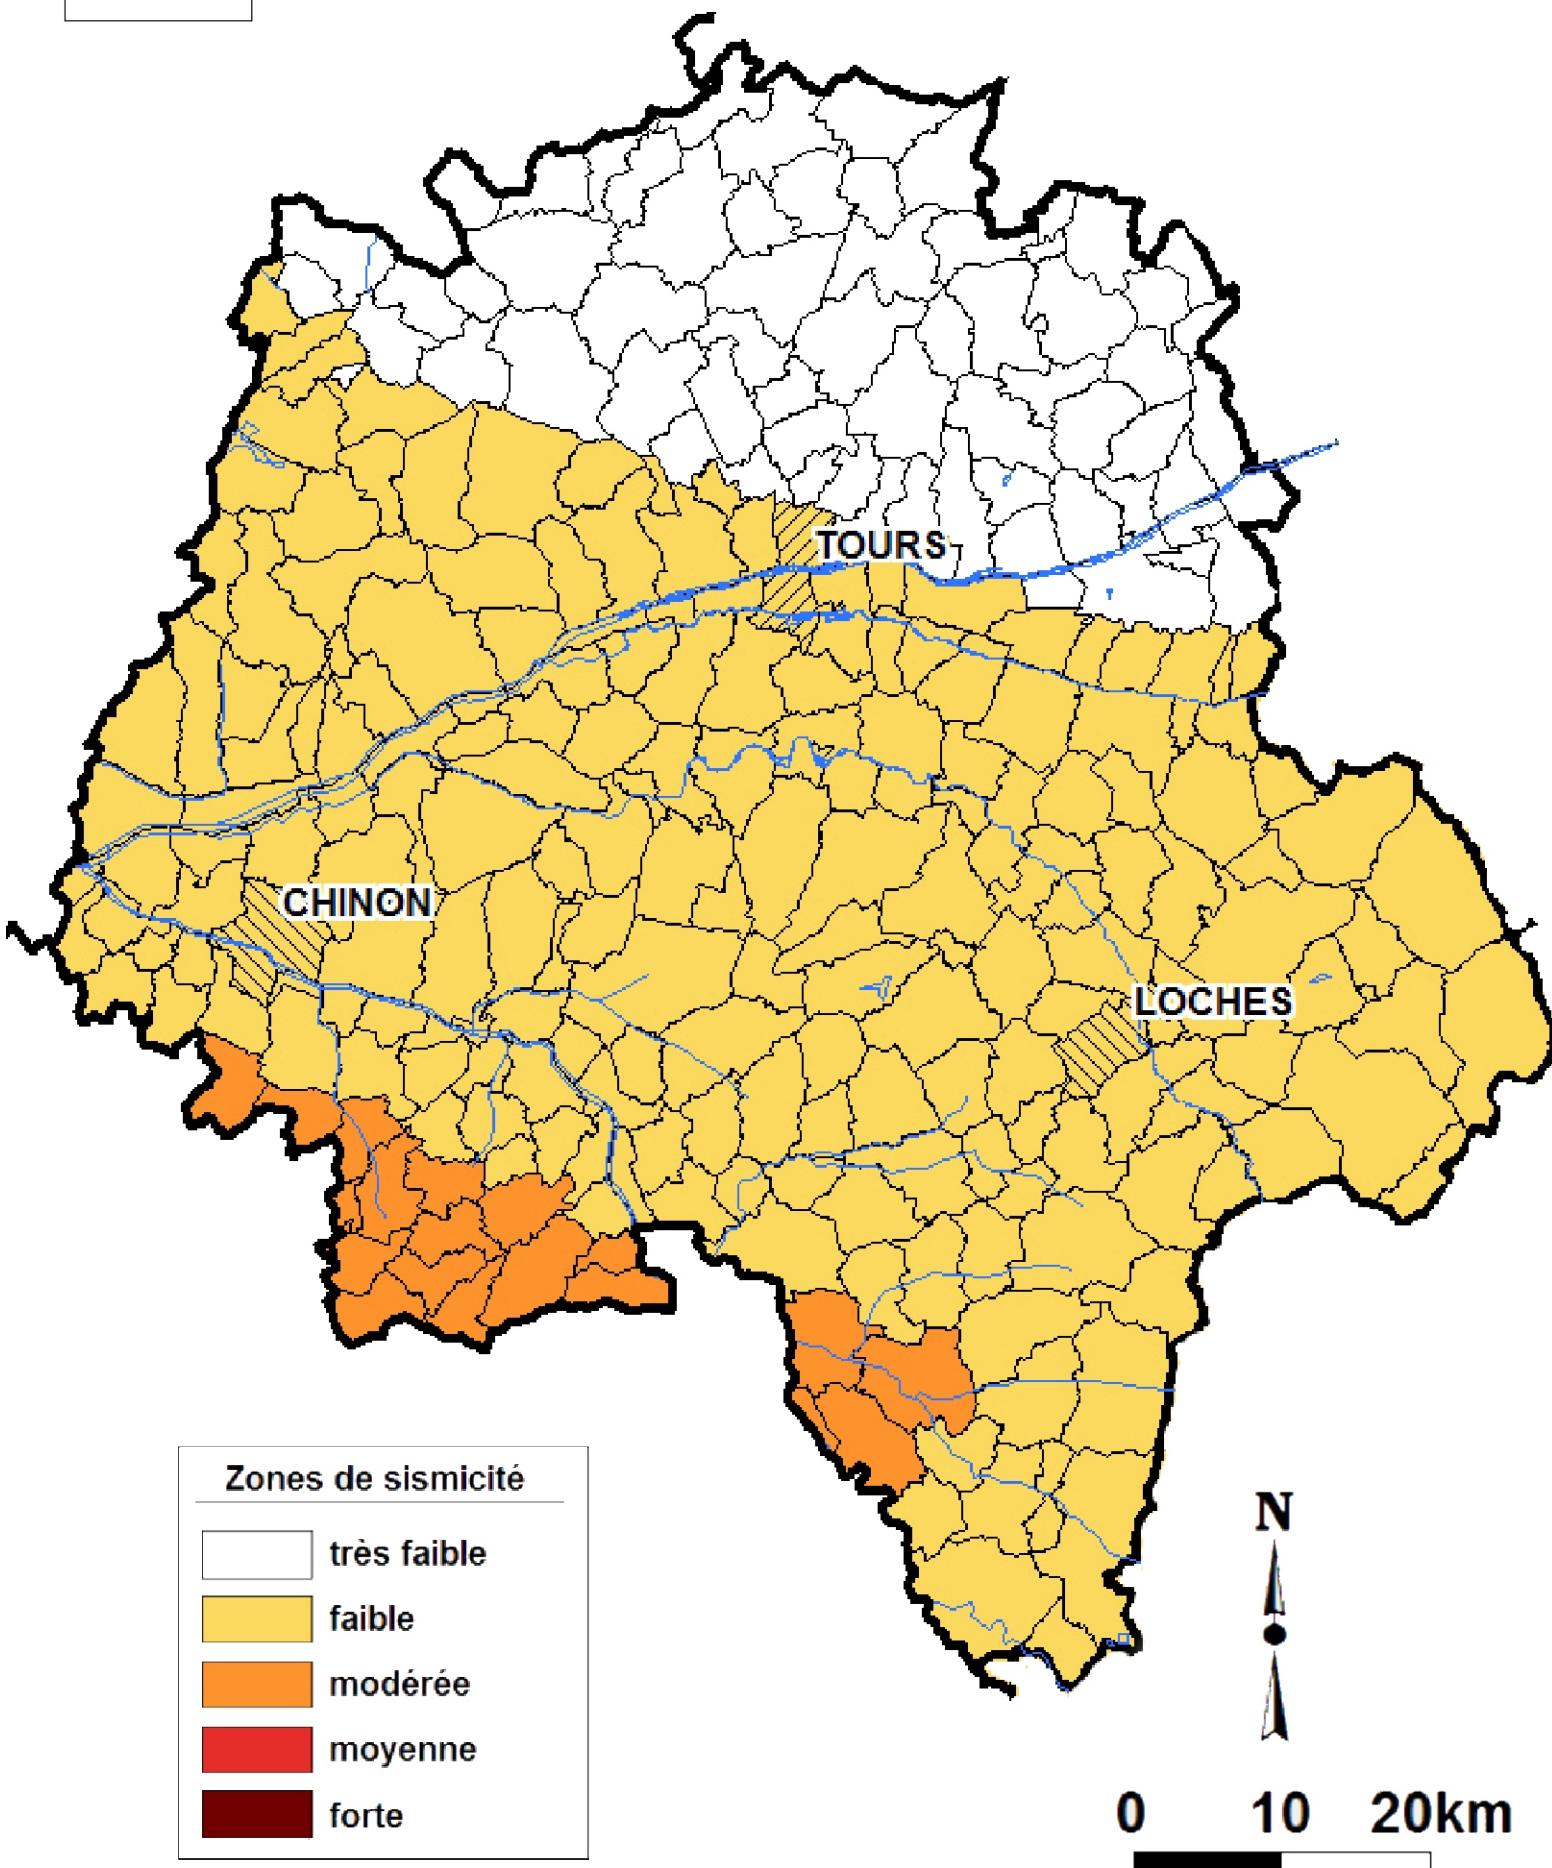 TOURS
CHINON
LOCHES
Zones de sismicité
très faible
faible
modérée
moyenne
forte
N
0 10 20km